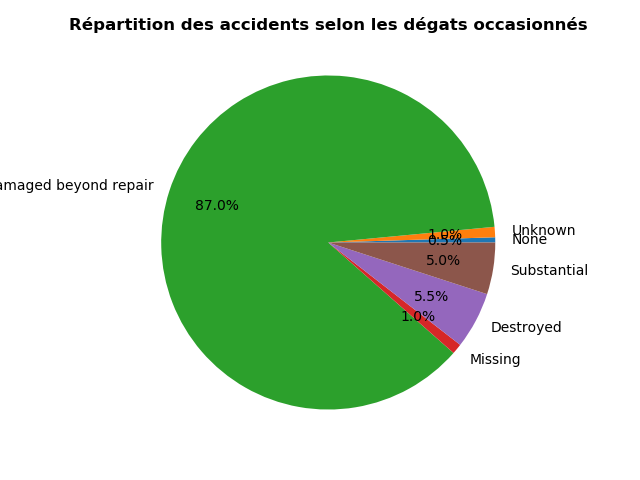 Répartition des accidents selon les dégats occasionnés
amaged beyond repair
87.0%
Unknown
1.0%
None
0.5%
Substantial
5.0%
Destroyed
5.5%
Missing
1.0%